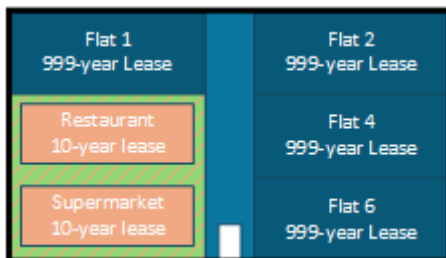 Flat 1
999-year Lease
Flat 2
999-year Lease
Restaurant
10-year lease
Flat 4
999-year Lease
Supermarket
10-year lease
Flat 6
999-year Lease